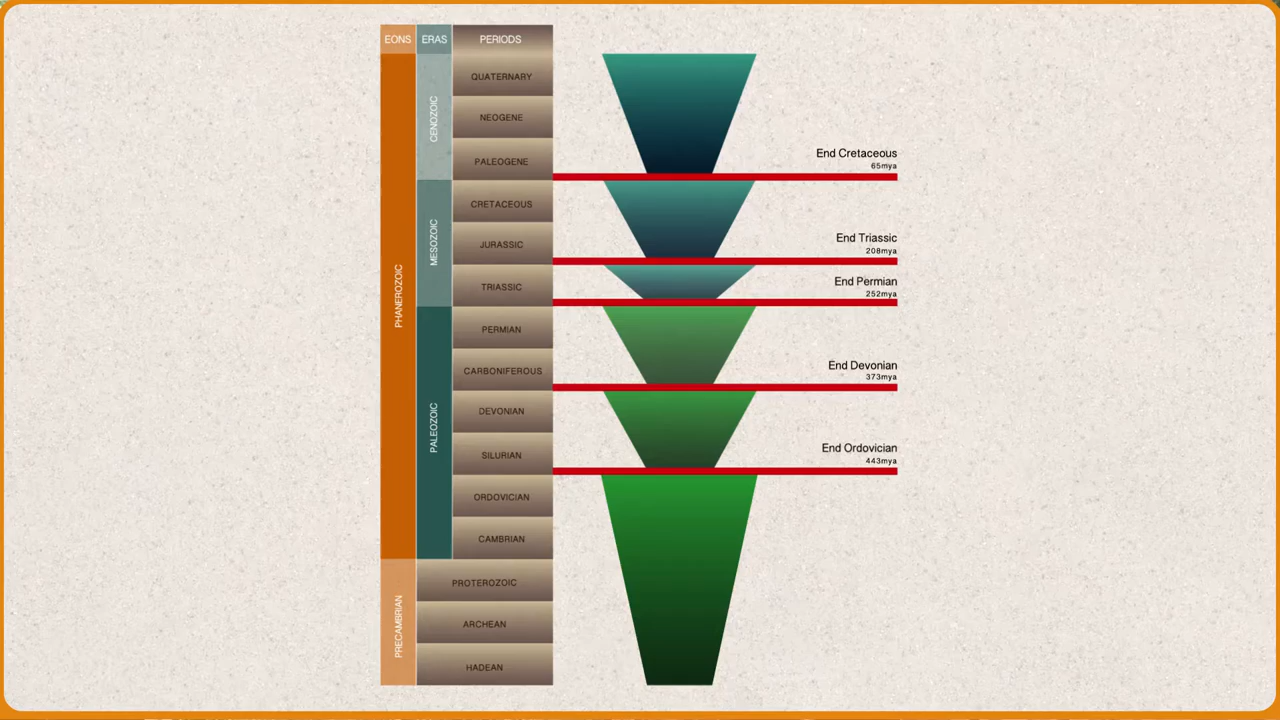 EONS
ERAS
PERIODS
PHANEROZOIC
PRECAMBRIAN
CENOZOIC
MESOZOIC
PALEOZOIC
QUATERNARY
NEOGENE
PALEOGENE
CRETACEOUS
JURASSIC
TRIASSIC
PERMIAN
CARBONIFEROUS
DEVONIAN
SILURIAN
ORDOVICIAN
CAMBRIAN
PROTEROZOIC
ARCHEAN
HADEAN
End Cretaceous
65mya
End Triassic
208mya
End Permian
252mya
End Devonian
373mya
End Ordovician
443mya